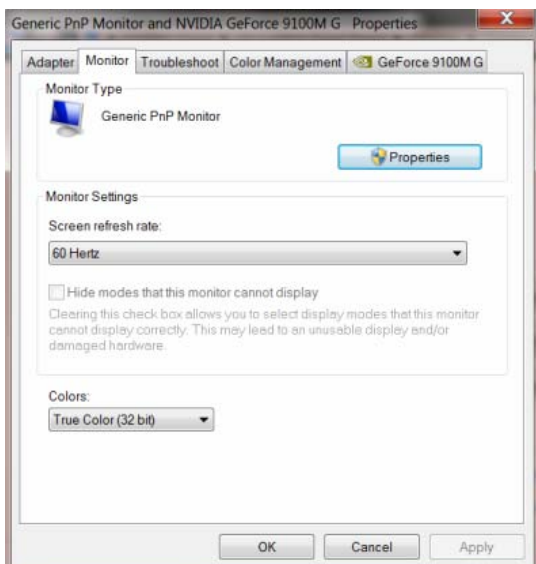 Generic PnP Monitor and NVIDIA GeForce 9100M G Properties
X
Adapter Monitor Troubleshoot Color Management GeForce 9100M G
Monitor Type
Generic PnP Monitor
Properties
Monitor Settings
Screen refresh rate:
60 Hertz
Hide modes that this monitor cannot display
Clearing this check box allows you to select display modes that this monitor
cannot display correctly. This may lead to an unusable display and/or
damaged hardware.
Colors:
True Color (32 bit)
OK Cancel Apply